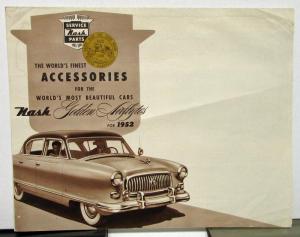 SERVICE
Nash
PARTS
THE WORLD'S FINEST
ACCESSORIES
FOR THE
WORLD'S MOST BEAUTIFUL CARS
Nash Golden Airflytes
FOR 1952